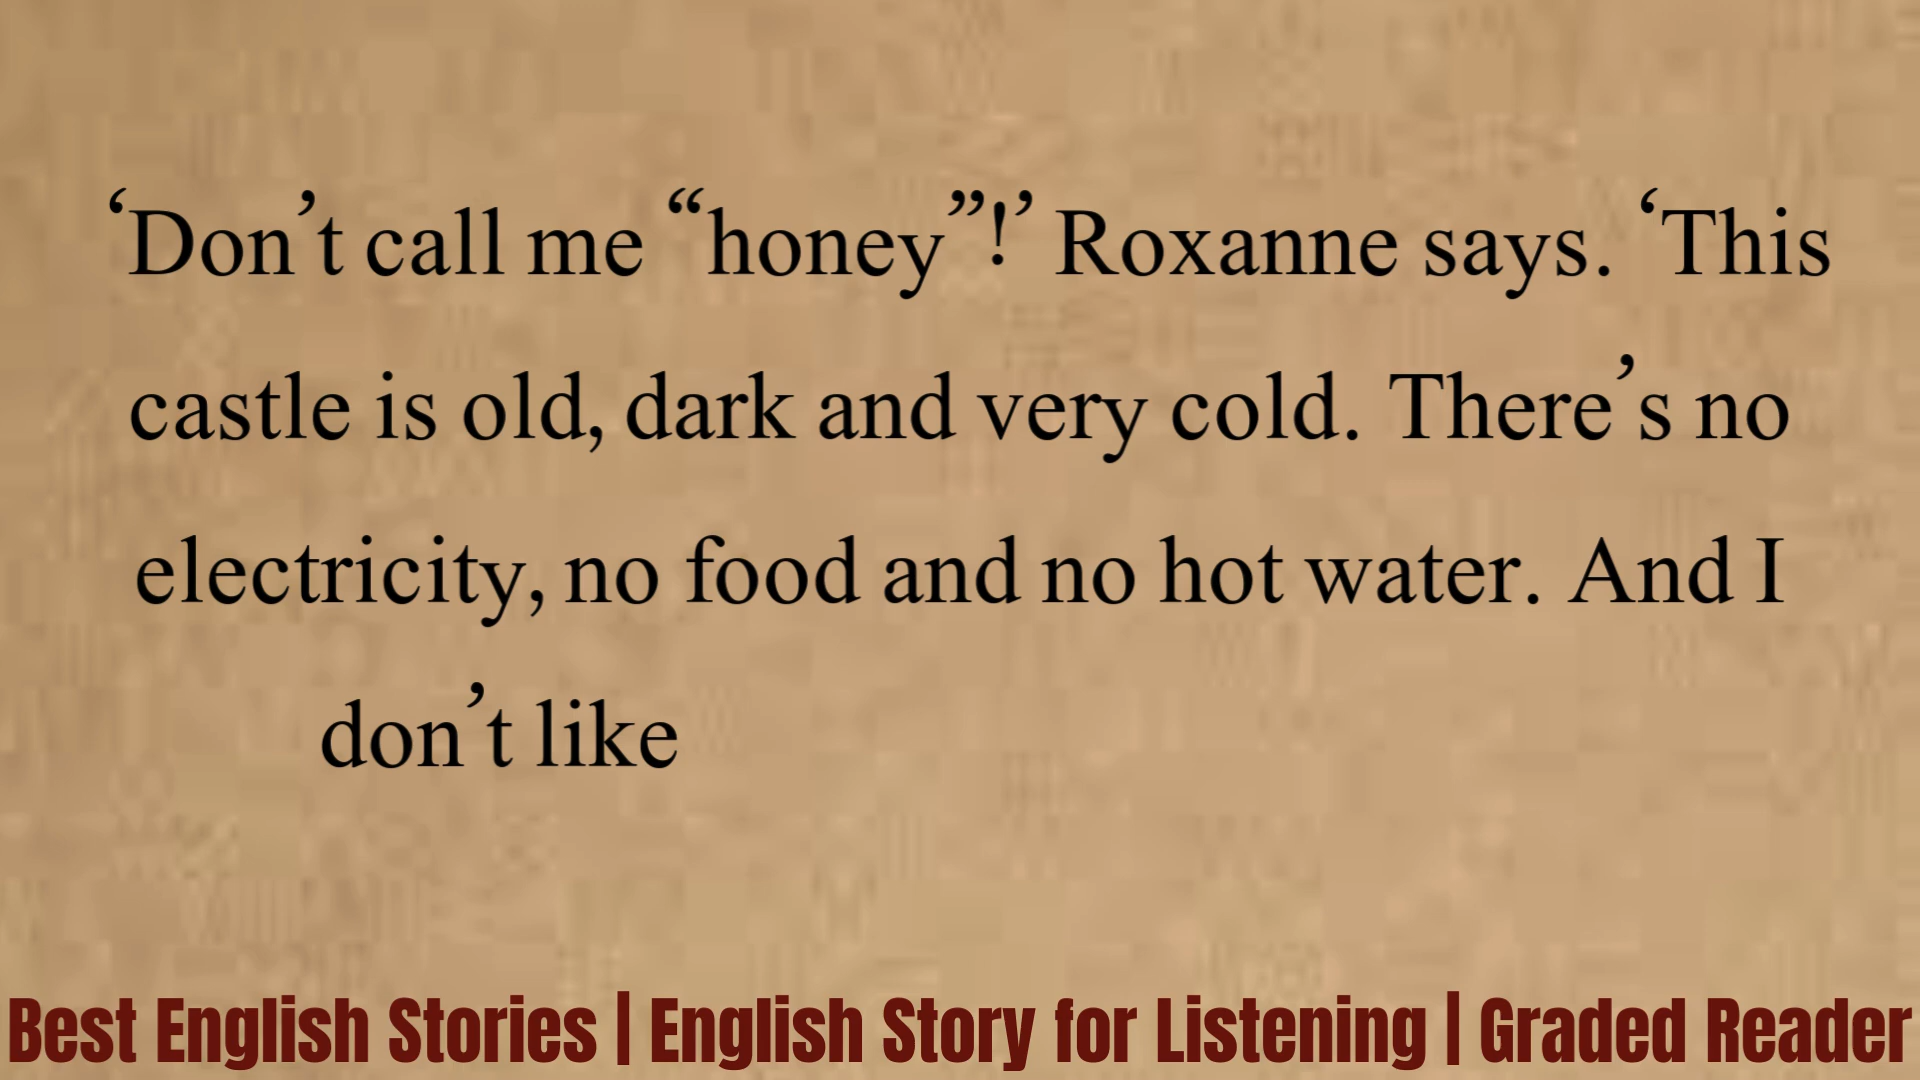 ‘Don’t call me “honey”!’ Roxanne says. ‘This
castle is old, dark and very cold. There’s no
electricity, no food and no hot water. And I
don’t like
Best English Stories | English Story for Listening | Graded Reader